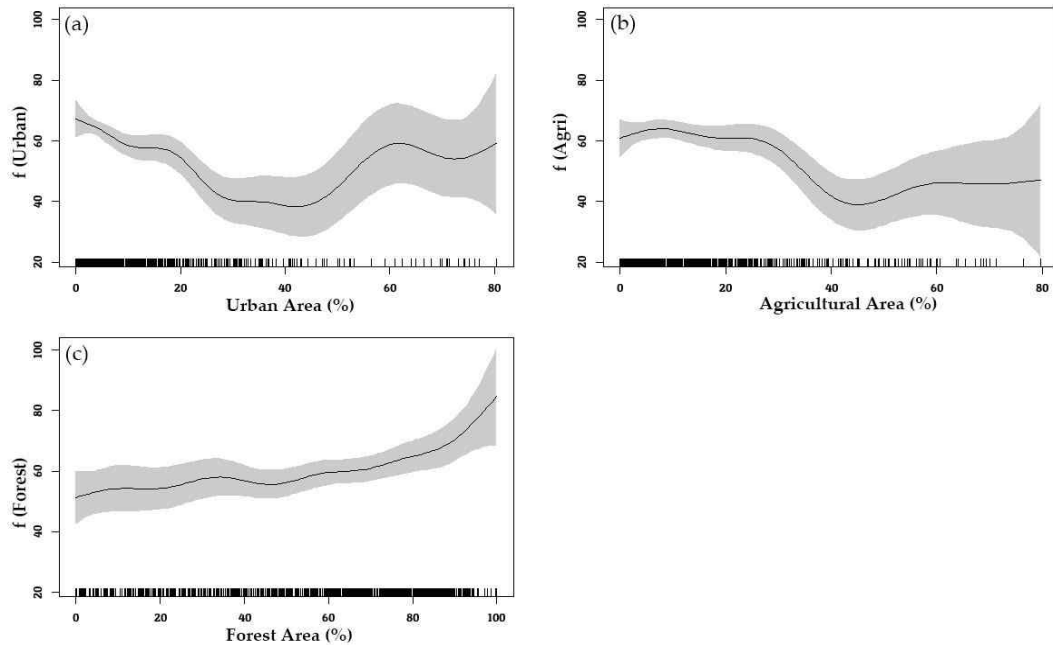 (a)
f (Urban)
100
80
60
40
20
0 20 40 60 80
Urban Area (%)
(b)
f (Agri)
100
80
60
40
20
0 20 40 60 80
Agricultural Area (%)
(c)
f (Forest)
100
80
60
40
20
0 20 40 60 80 100
Forest Area (%)